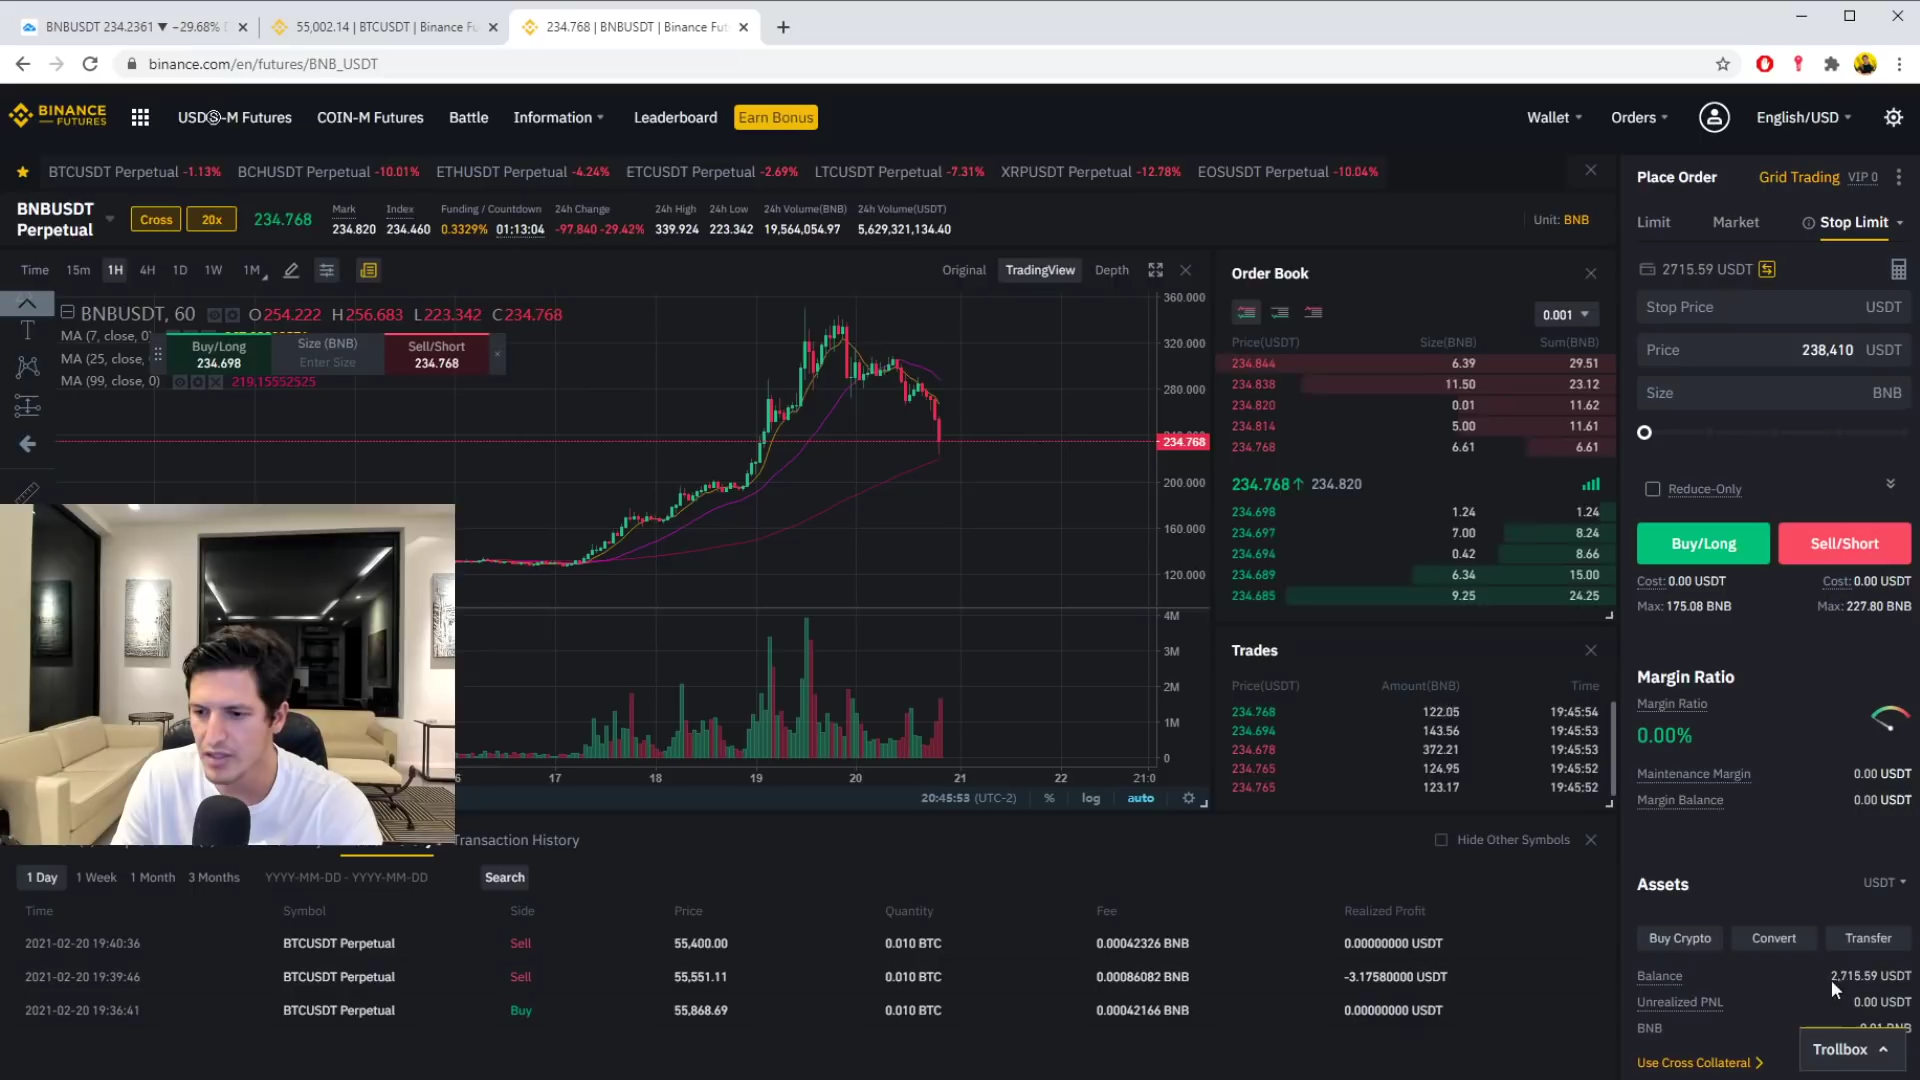 BNBUSDT 234.2361 ▼ −29.68%
55,002.14 | BTCUSDT | Binance Fu
234.768 | BNBUSDT | Binance Fut
binance.com/en/futures/BNB_USDT
BINANCE
FUTURES
USDⓈ-M Futures
COIN-M Futures
Battle
Information
Leaderboard
Earn Bonus
Wallet
Orders
English/USD
BTCUSDT Perpetual -1.13%
BCHUSDT Perpetual -10.01%
ETHUSDT Perpetual -4.24%
ETCUSDT Perpetual -2.69%
LTCUSDT Perpetual -7.31%
XRPUSDT Perpetual -12.78%
EOSUSDT Perpetual -10.04%
BNBUSDT
Perpetual
Cross
20x
234.768
Mark
234.820
Index
234.460
Funding / Countdown
0.3329% 01:13:04
24h Change
-97.840 -29.42%
24h High
339.924
24h Low
223.342
24h Volume(BNB)
19,564,054.97
24h Volume(USDT)
5,629,321,134.40
Unit: BNB
Time 15m 1H 4H 1D 1W 1M
Original TradingView Depth
BNBUSDT, 60 O254.222 H256.683 L223.342 C234.768
MA (7, close, 0)
MA (25, close,
MA (99, close, 0) 219.15552525
Buy/Long
234.698
Size (BNB)
Enter Size
Sell/Short
234.768
360.000
320.000
280.000
234.768
200.000
160.000
120.000
4M
3M
2M
1M
0
17 18 19 20 21 22 21:0
20:45:53 (UTC-2) % log auto
Order Book
0.001
Price(USDT) Size(BNB) Sum(BNB)
234.844 6.39 29.51
234.838 11.50 23.12
234.820 0.01 11.62
234.814 5.00 11.61
234.768 6.61 6.61
234.768↑ 234.820
234.698 1.24 1.24
234.697 7.00 8.24
234.694 0.42 8.66
234.689 6.34 15.00
234.685 9.25 24.25
Trades
Price(USDT) Amount(BNB) Time
234.768 122.05 19:45:54
234.694 143.56 19:45:53
234.678 372.21 19:45:53
234.765 124.95 19:45:52
234.765 123.17 19:45:52
Place Order
Grid Trading VIP 0
Limit Market Stop Limit
2715.59 USDT
Stop Price USDT
Price 238,410 USDT
Size BNB
Reduce-Only
Buy/Long
Sell/Short
Cost: 0.00 USDT Cost: 0.00 USDT
Max: 175.08 BNB Max: 227.80 BNB
Margin Ratio
Margin Ratio
0.00%
Maintenance Margin 0.00 USDT
Margin Balance 0.00 USDT
Assets
USDT
Buy Crypto
Convert
Transfer
Balance 2,715.59 USDT
Unrealized PNL 0.00 USDT
BNB
Use Cross Collateral
Trollbox
Transaction History
Hide Other Symbols
1 Day 1 Week 1 Month 3 Months YYYY-MM-DD - YYYY-MM-DD Search
Time Symbol Side Price Quantity Fee Realized Profit
2021-02-20 19:40:36 BTCUSDT Perpetual Sell 55,400.00 0.010 BTC 0.00042326 BNB 0.00000000 USDT
2021-02-20 19:39:46 BTCUSDT Perpetual Sell 55,551.11 0.010 BTC 0.00086082 BNB -3.17580000 USDT
2021-02-20 19:36:41 BTCUSDT Perpetual Buy 55,868.69 0.010 BTC 0.00042166 BNB 0.00000000 USDT